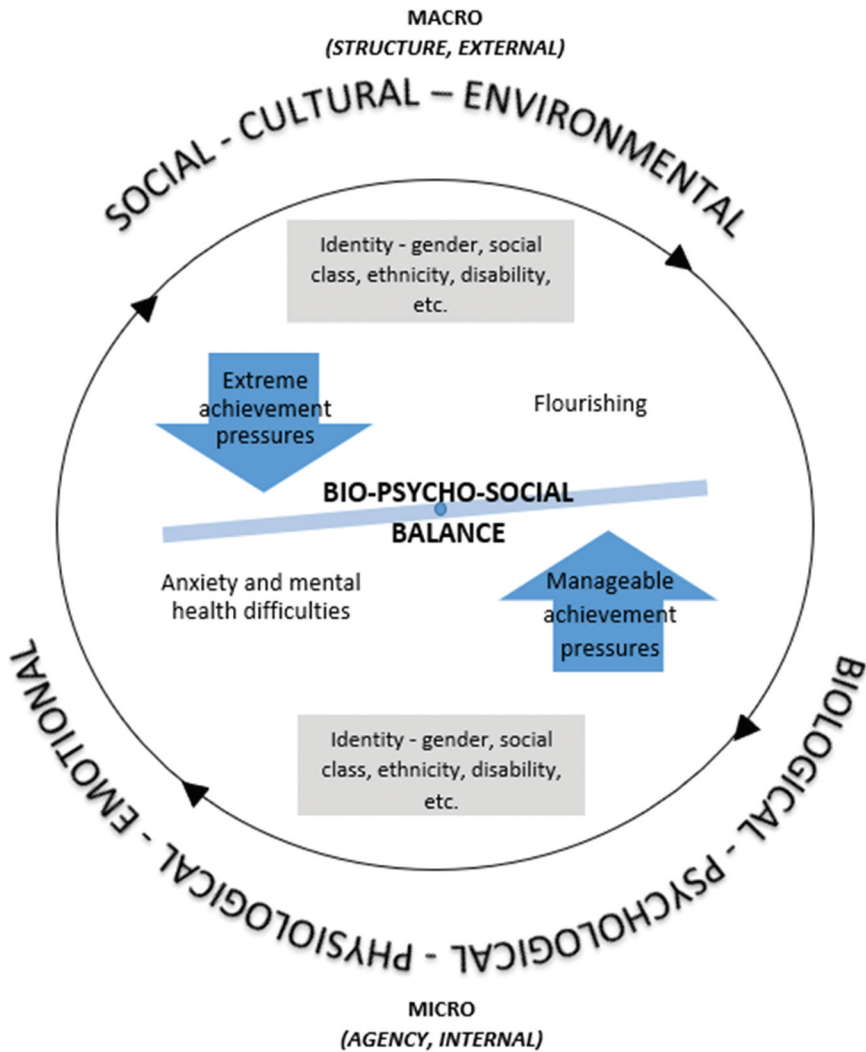 MACRO
(STRUCTURE, EXTERNAL)
SOCIAL - CULTURAL – ENVIRONMENTAL
Identity - gender, social
class, ethnicity, disability,
etc.
Extreme
achievement
pressures
Flourishing
BIO-PSYCHO-SOCIAL
BALANCE
Anxiety and mental
health difficulties
Manageable
achievement
pressures
Identity - gender, social
class, ethnicity, disability,
etc.
BIOLOGICAL - PSYCHOLOGICAL - PHYSIOLOGICAL - EMOTIONAL
MICRO
(AGENCY, INTERNAL)